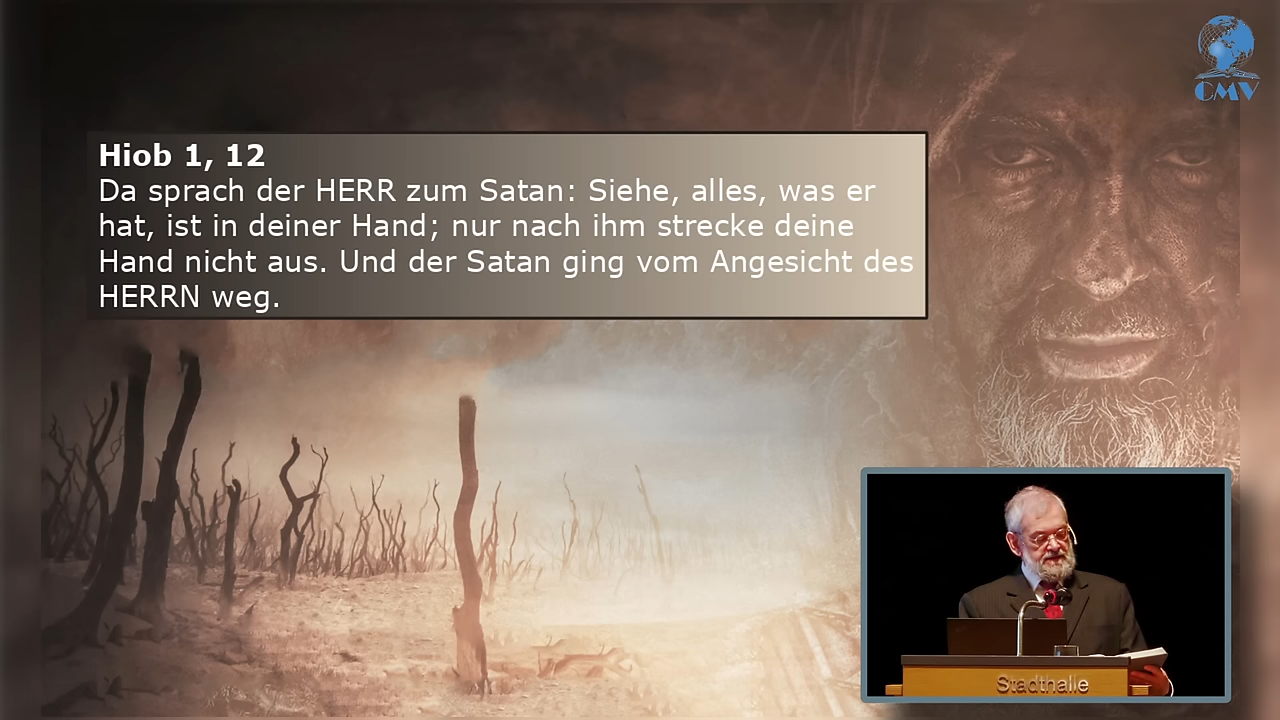 CMV
Hiob 1, 12
Da sprach der HERR zum Satan: Siehe, alles, was er
hat, ist in deiner Hand; nur nach ihm strecke deine
Hand nicht aus. Und der Satan ging vom Angesicht des
HERRN weg.
Stadthalle